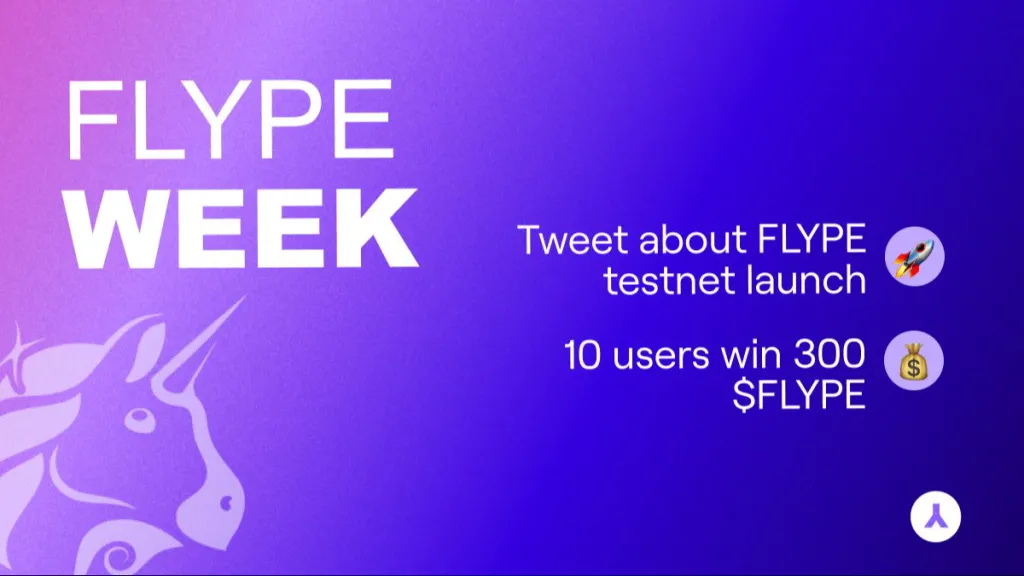 FLYPE
WEEK
Tweet about FLYPE
testnet launch
10 users win 300
$FLYPE